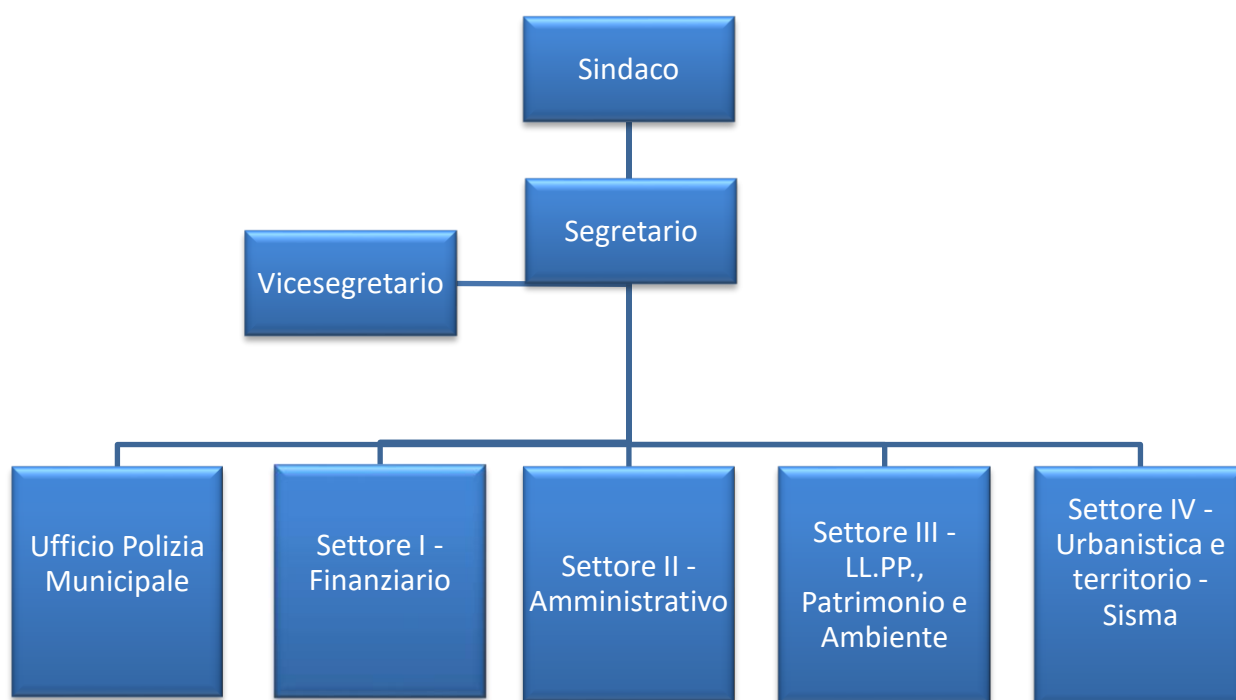 Sindaco
Segretario
Vicesegretario
Ufficio Polizia
Municipale
Settore I -
Finanziario
Settore II -
Amministrativo
Settore III -
LL.PP.,
Patrimonio e
Ambiente
Settore IV -
Urbanistica e
territorio -
Sisma